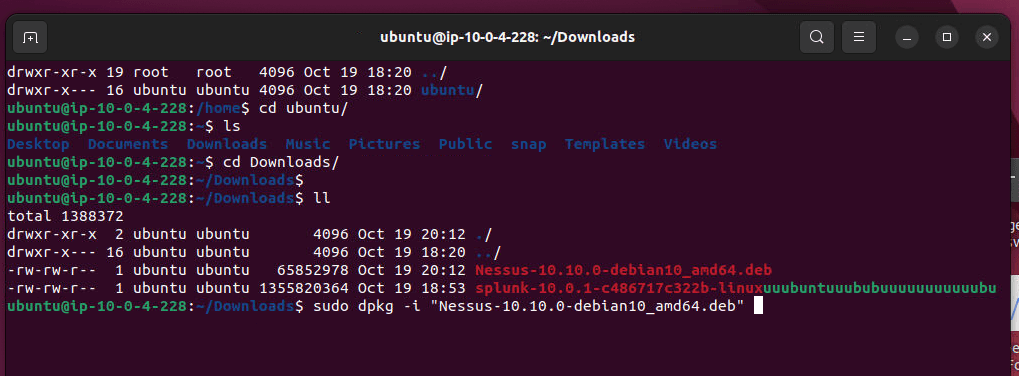 ubuntu@ip-10-0-4-228: ~/Downloads
drwxr-xr-x 19 root   root   4096 Oct 19 18:20 ../
drwxr-x--- 16 ubuntu ubuntu 4096 Oct 19 18:20 ubuntu/
ubuntu@ip-10-0-4-228:/home$ cd ubuntu/
ubuntu@ip-10-0-4-228:~$ ls
Desktop  Documents  Downloads  Music  Pictures  Public  snap  Templates  Videos
ubuntu@ip-10-0-4-228:~$ cd Downloads/
ubuntu@ip-10-0-4-228:~/Downloads$
ubuntu@ip-10-0-4-228:~/Downloads$ ll
total 1388372
drwxr-xr-x  2 ubuntu ubuntu       4096 Oct 19 20:12 ./
drwxr-x--- 16 ubuntu ubuntu       4096 Oct 19 18:20 ../
-rw-rw-r--  1 ubuntu ubuntu   65852978 Oct 19 20:12 Nessus-10.10.0-debian10_amd64.deb
-rw-rw-r--  1 ubuntu ubuntu 1355820364 Oct 19 18:53 splunk-10.0.1-c486717c322b-linuxuuubuntuuububuuuuuuuuuuubu
ubuntu@ip-10-0-4-228:~/Downloads$ sudo dpkg -i "Nessus-10.10.0-debian10_amd64.deb"